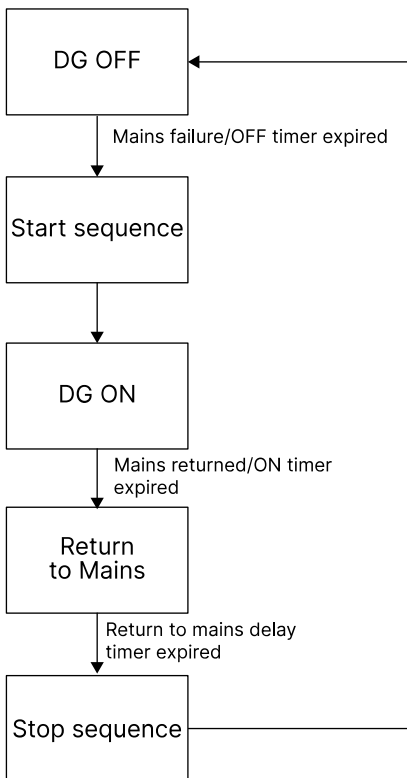 DG OFF
Mains failure/OFF timer expired
Start sequence
DG ON
Mains returned/ON timer
expired
Return
to Mains
Return to mains delay
timer expired
Stop sequence